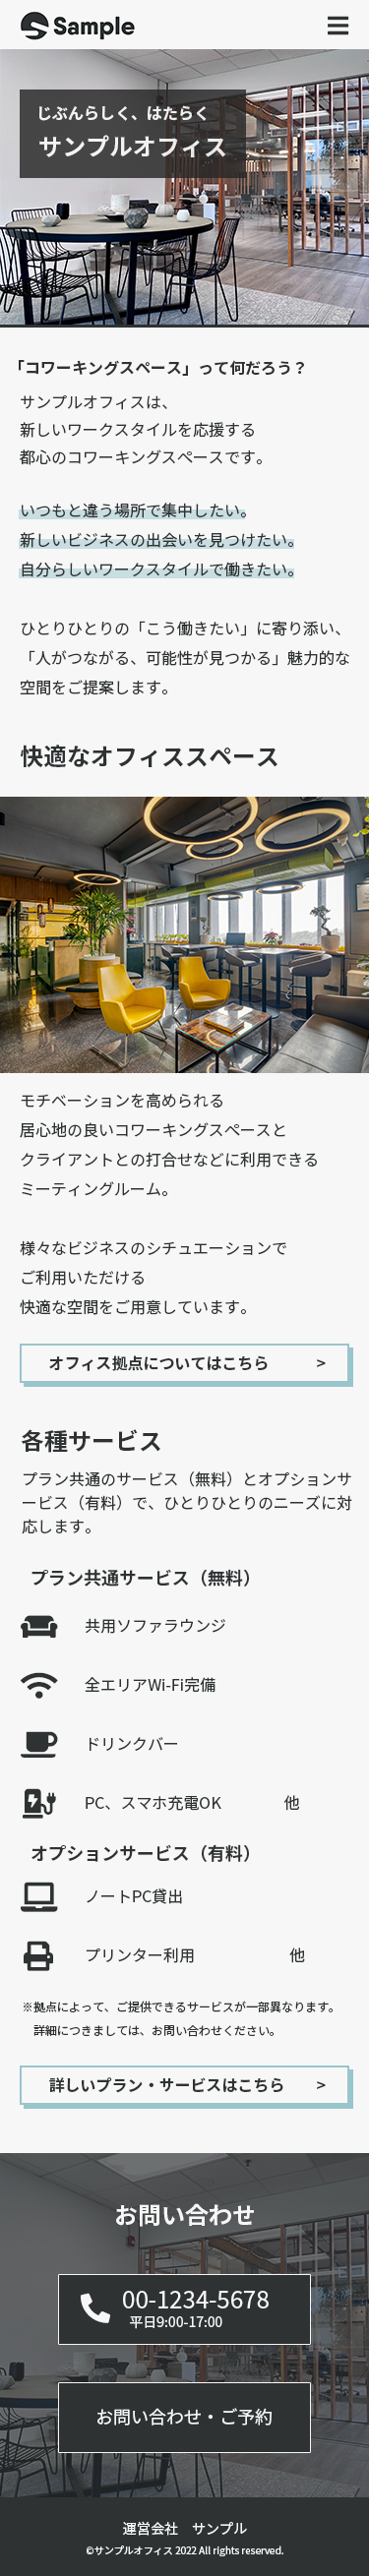 Sample
じぶんらしく、はたらく
サンプルオフィス
「コワーキングスペース」って何だろう？
サンプルオフィスは、
新しいワークスタイルを応援する
都心のコワーキングスペースです。
いつもと違う場所で集中したい。
新しいビジネスの出会いを見つけたい。
自分らしいワークスタイルで働きたい。
ひとりひとりの「こう働きたい」に寄り添い、
「人がつながる、可能性が見つかる」魅力的な
空間をご提案します。
快適なオフィススペース
モチベーションを高められる
居心地の良いコワーキングスペースと
クライアントとの打合せなどに利用できる
ミーティングルーム。
様々なビジネスのシチュエーションで
ご利用いただける
快適な空間をご用意しています。
オフィス拠点についてはこちら >
各種サービス
プラン共通のサービス（無料）とオプションサ
ービス（有料）で、ひとりひとりのニーズに対
応します。
プラン共通サービス（無料）
共用ソファラウンジ
全エリアWi-Fi完備
ドリンクバー
PC、スマホ充電OK 他
オプションサービス（有料）
ノートPC貸出
プリンター利用 他
※拠点によって、ご提供できるサービスが一部異なります。
詳細につきましては、お問い合わせください。
詳しいプラン・サービスはこちら >
お問い合わせ
00-1234-5678
平日9:00-17:00
お問い合わせ・ご予約
運営会社　サンプル
©サンプルオフィス 2022 All rights reserved.